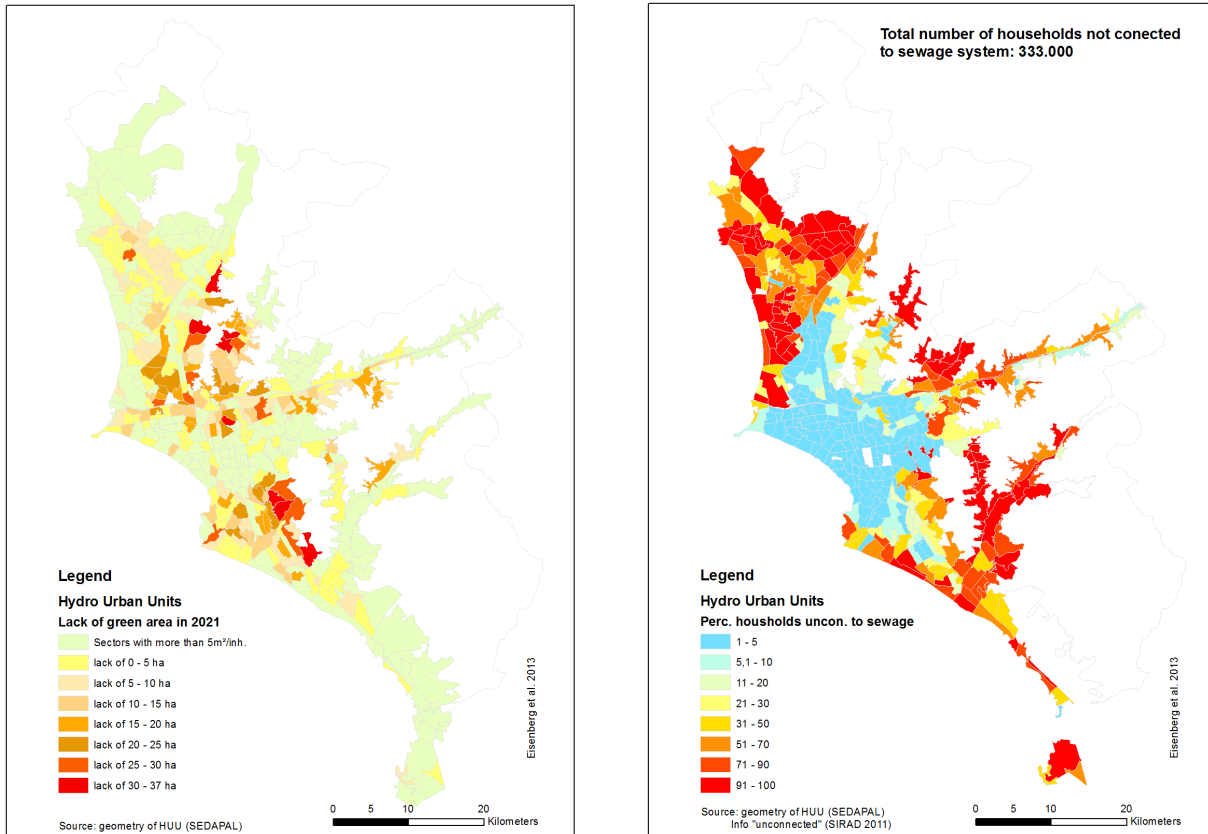 Legend
Hydro Urban Units
Lack of green area in 2021
Sectors with more than 5m²/inh.
lack of 0 - 5 ha
lack of 5 - 10 ha
lack of 10 - 15 ha
lack of 15 - 20 ha
lack of 20 - 25 ha
lack of 25 - 30 ha
lack of 30 - 37 ha
Source: geometry of HUU (SEDAPAL)
0 5 10 20
Kilometers
Eisenberg et al. 2013
Total number of households not conected
to sewage system: 333.000
Legend
Hydro Urban Units
Perc. housholds uncon. to sewage
1 - 5
5,1 - 10
11 - 20
21 - 30
31 - 50
51 - 70
71 - 90
91 - 100
Source: geometry of HUU (SEDAPAL)
Info "unconnected" (SIRAD 2011)
0 5 10 20
Kilometers
Eisenberg et al. 2013